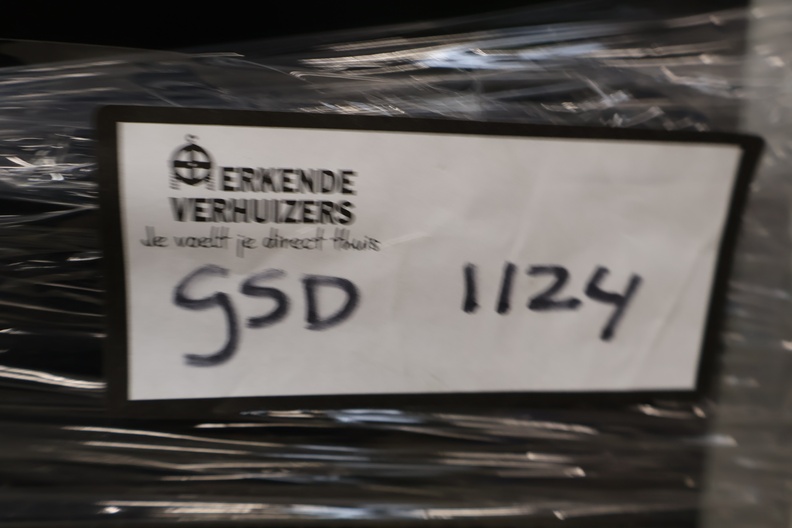 ERKENDE
VERHUIZERS
Je voelt je direct thuis
GSD 1124